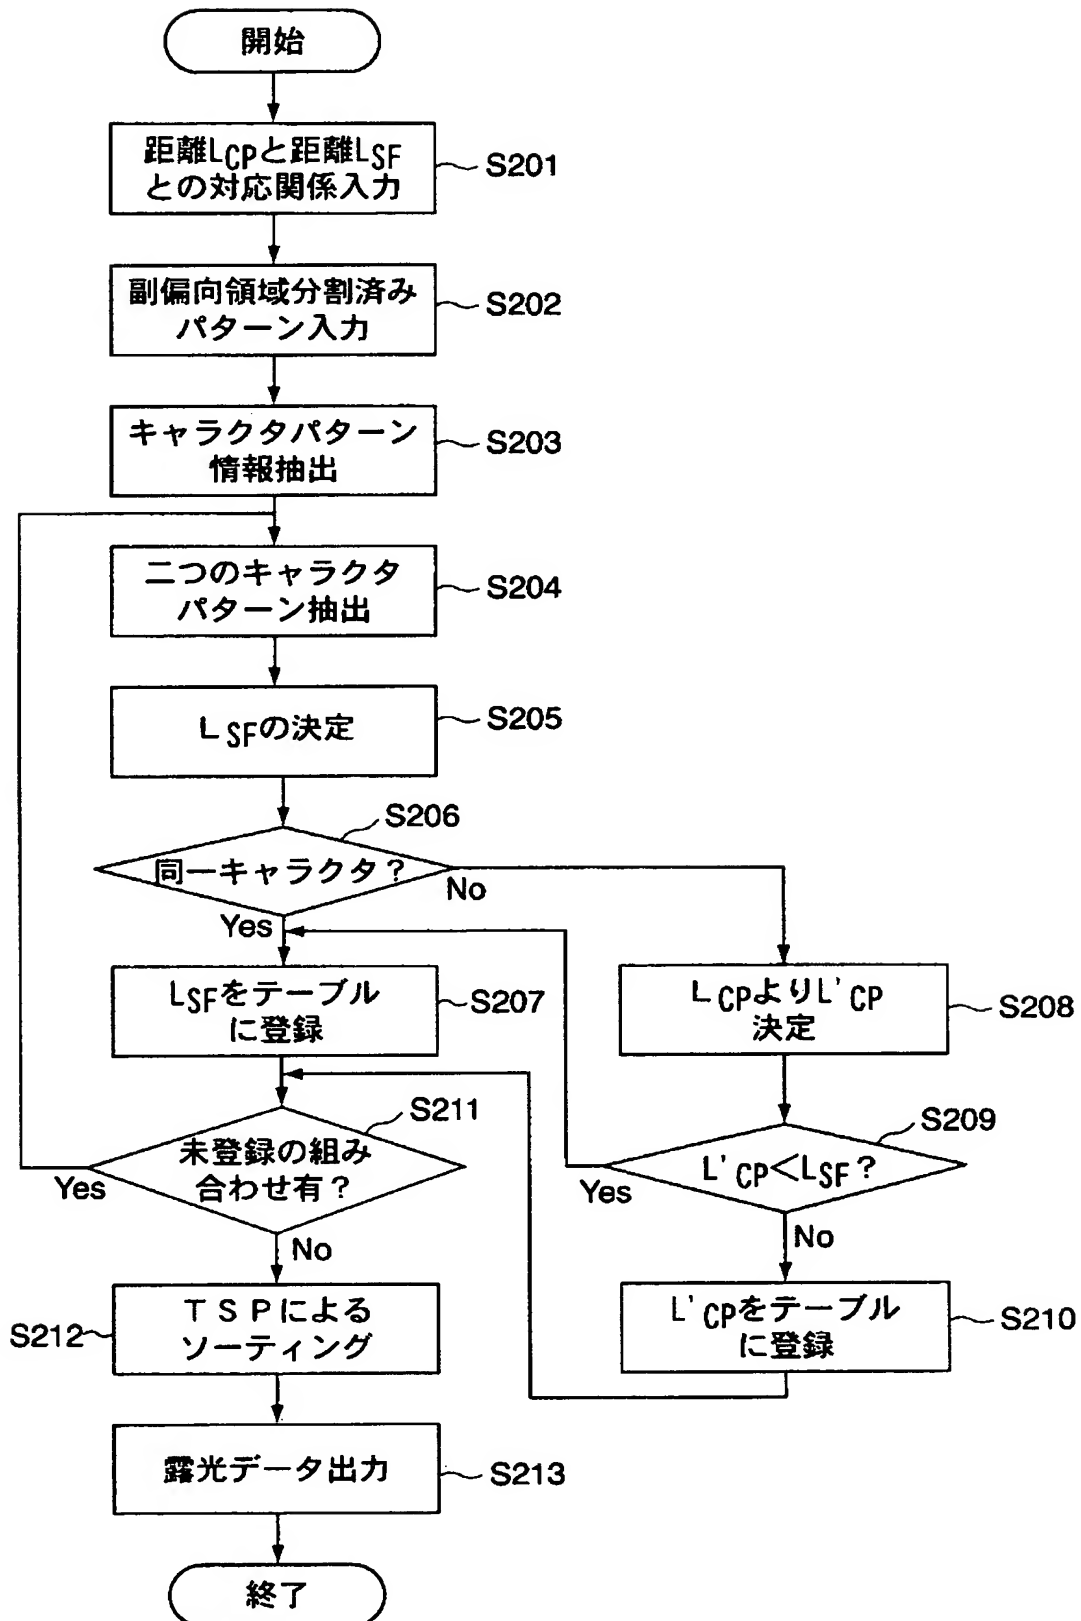 開始
距離LCPと距離LSF
との対応関係入力
S201
副偏向領域分割済み
パターン入力
S202
キャラクタパターン
情報抽出
S203
二つのキャラクタ
パターン抽出
S204
LSFの決定
S205
S206
同一キャラクタ?
No
Yes
LSFをテーブル
に登録
S207
LCPよりL'CP
決定
S208
S211
未登録の組み
合わせ有?
Yes
No
S209
L'CP<LSF?
Yes
No
TSPによる
ソーティング
S212
L'CPをテーブル
に登録
S210
露光データ出力
S213
終了